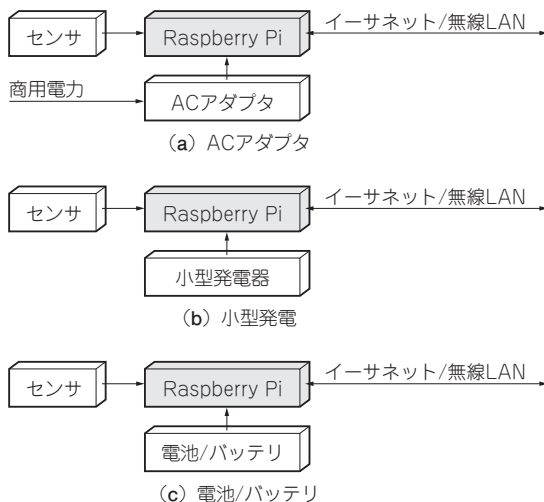 センサ
Raspberry Pi
イーサネット/無線LAN
商用電力
ACアダプタ
(a) ACアダプタ
センサ
Raspberry Pi
イーサネット/無線LAN
小型発電器
(b) 小型発電
センサ
Raspberry Pi
イーサネット/無線LAN
電池/バッテリ
(c) 電池/バッテリ